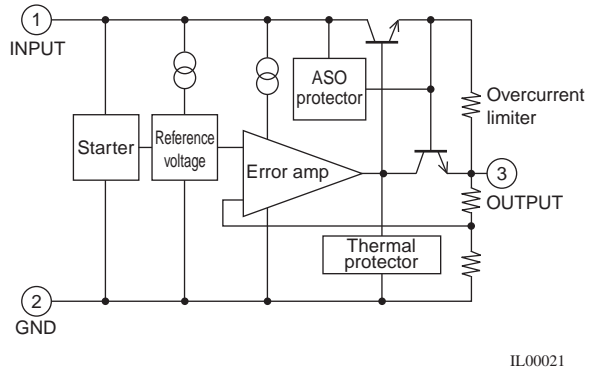 1
INPUT
ASO
protector
Overcurrent
limiter
Starter
Reference
voltage
Error amp
3
OUTPUT
Thermal
protector
2
GND
IL00021